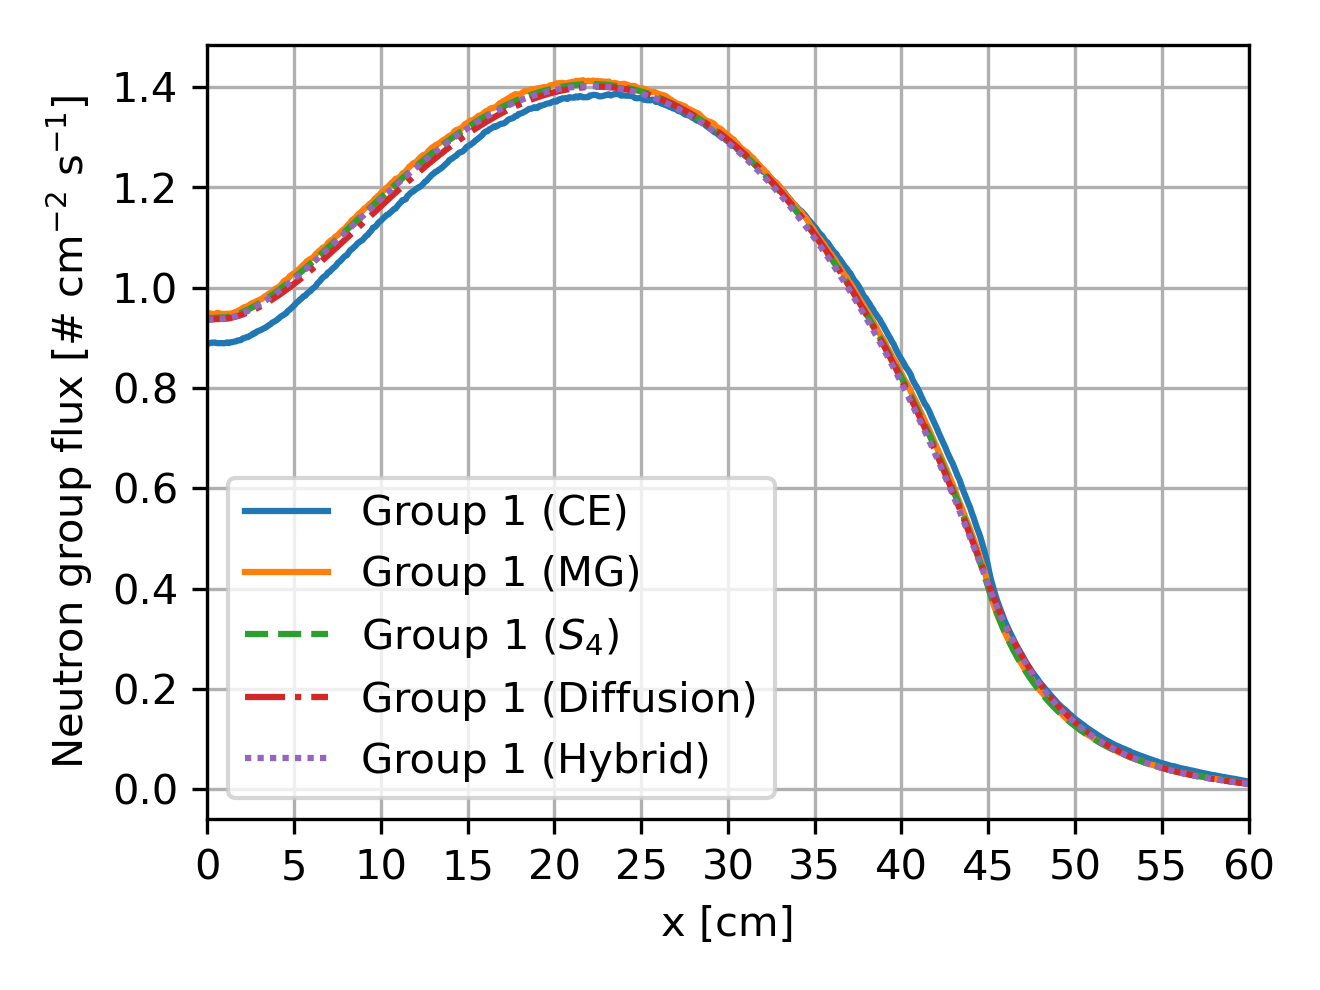 Neutron group flux [# cm⁻² s⁻¹]
1.4
1.2
1.0
0.8
0.6
0.4
0.2
0.0
Group 1 (CE)
Group 1 (MG)
Group 1 (S₄)
Group 1 (Diffusion)
Group 1 (Hybrid)
0 5 10 15 20 25 30 35 40 45 50 55 60
x [cm]